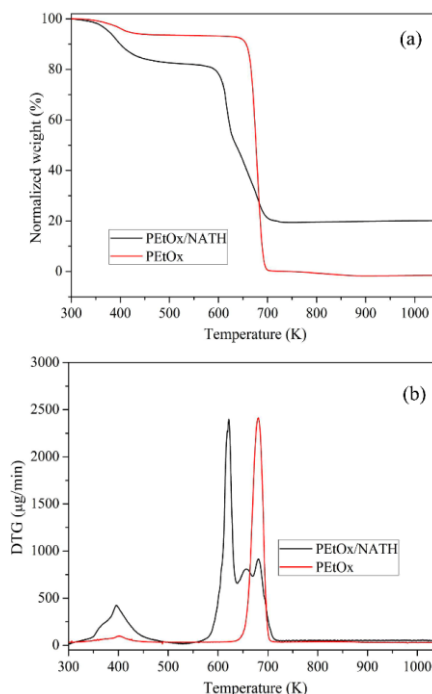 (a)
Normalized weight (%)
100
80
60
40
20
0
PEtOx/NATH
PEtOx
300 400 500 600 700 800 900 1000
Temperature (K)
(b)
DTG (μg/min)
3000
2500
2000
1500
1000
500
0
PEtOx/NATH
PEtOx
300 400 500 600 700 800 900 1000
Temperature (K)